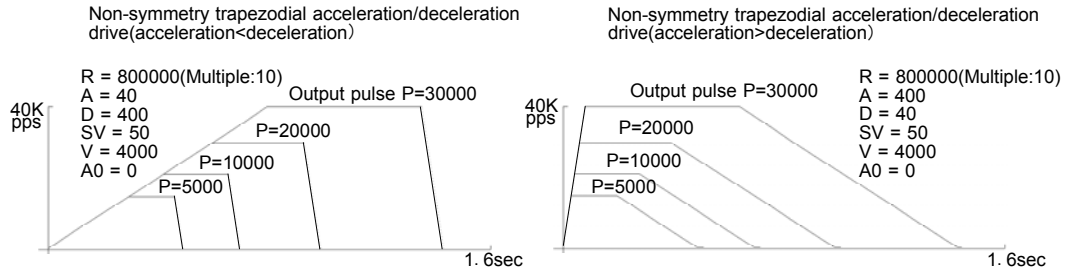 Non-symmetry trapezodial acceleration/deceleration
drive(acceleration<deceleration）
R = 800000(Multiple:10)
A = 40
D = 400
SV = 50
V = 4000
A0 = 0
40K
pps
Output pulse P=30000
P=20000
P=10000
P=5000
1. 6sec
Non-symmetry trapezodial acceleration/deceleration
drive(acceleration>deceleration）
R = 800000(Multiple:10)
A = 400
D = 40
SV = 50
V = 4000
A0 = 0
40K
pps
Output pulse P=30000
P=20000
P=10000
P=5000
1. 6sec